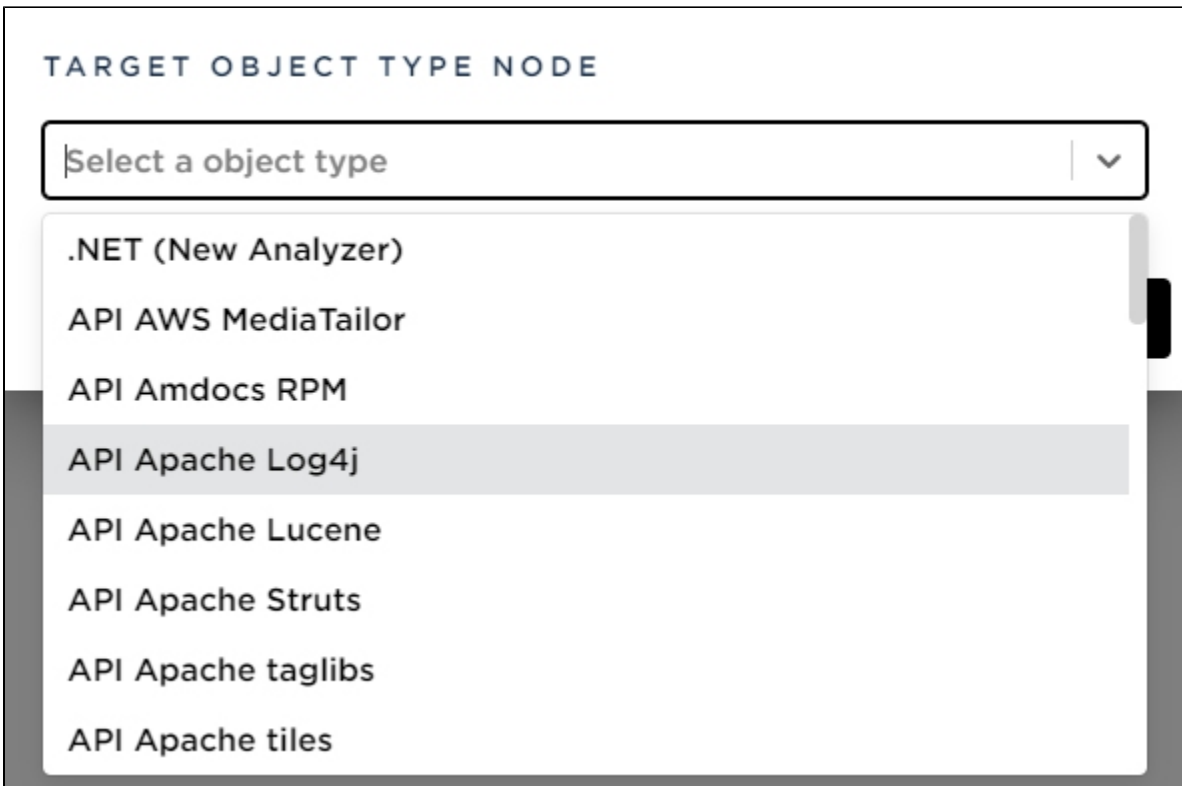 TARGET OBJECT TYPE NODE
Select a object type
.NET (New Analyzer)
API AWS MediaTailor
API Amdocs RPM
API Apache Log4j
API Apache Lucene
API Apache Struts
API Apache taglibs
API Apache tiles